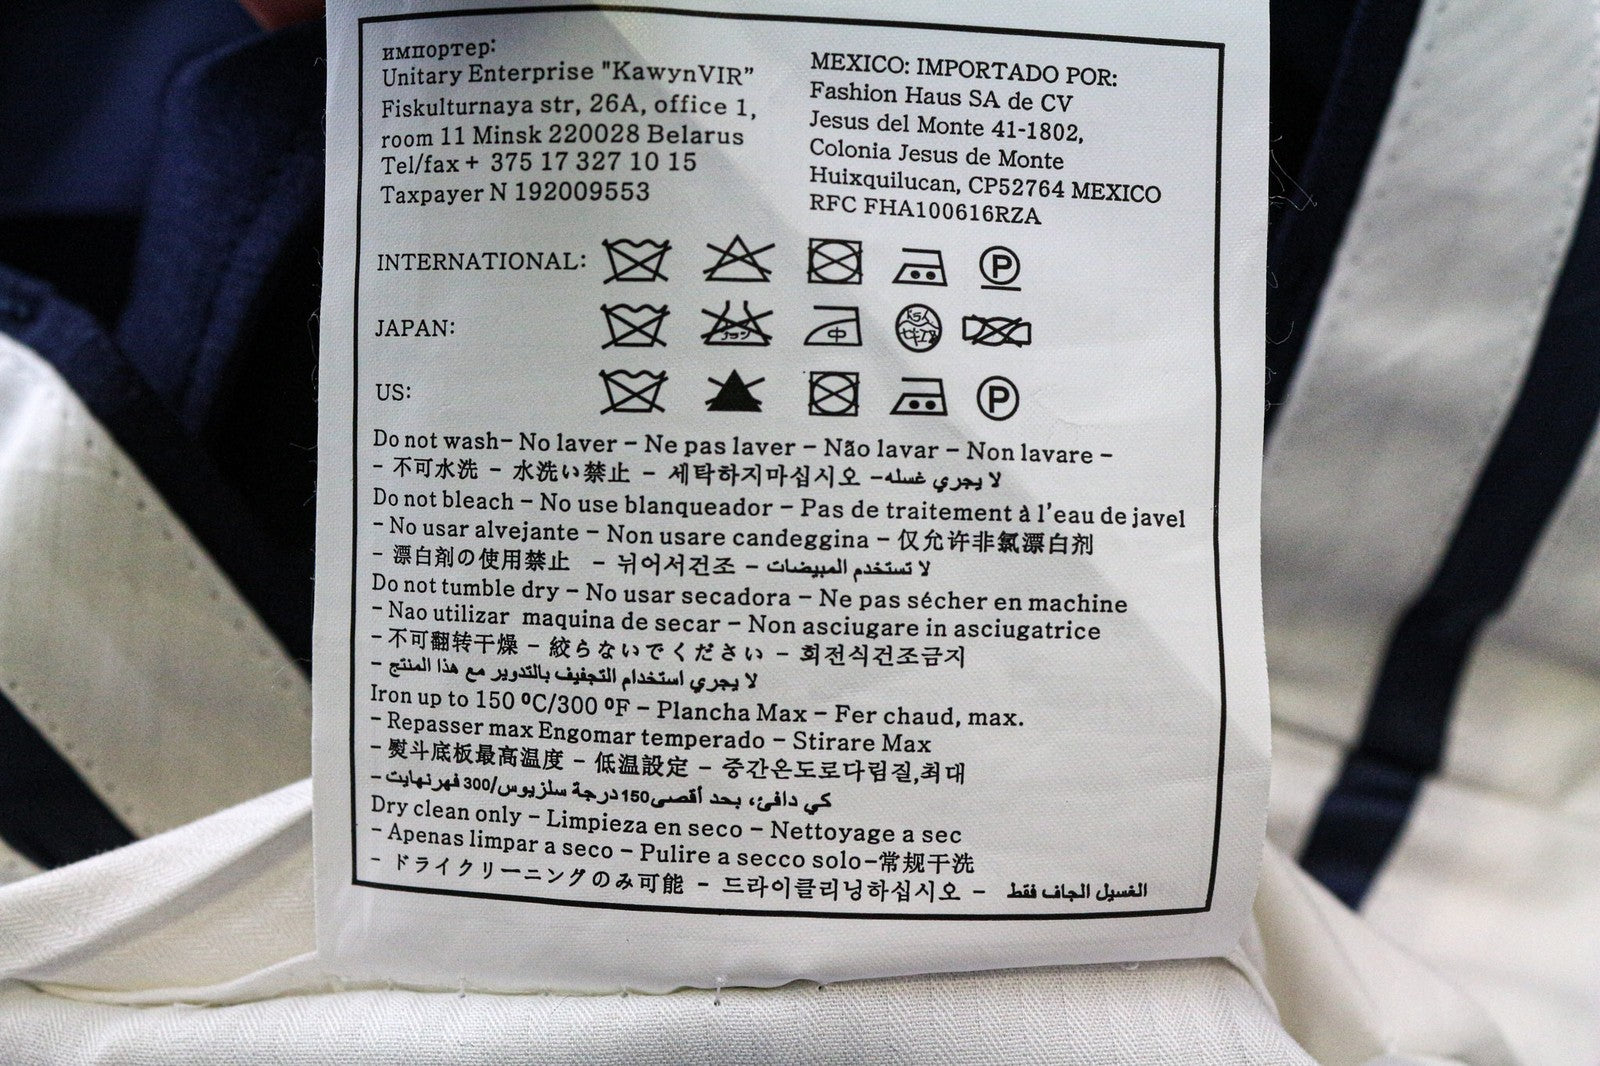 импортер:
Unitary Enterprise "KawynVIR"
Fiskulturnaya str, 26A, office 1,
room 11 Minsk 220028 Belarus
Tel/fax + 375 17 327 10 15
Taxpayer N 192009553
MEXICO: IMPORTADO POR:
Fashion Haus SA de CV
Jesus del Monte 41-1802,
Colonia Jesus de Monte
Huixquilucan, CP52764 MEXICO
RFC FHA100616RZA
INTERNATIONAL:
P
JAPAN:
中
US:
P
Do not wash- No laver - Ne pas laver - Não lavar - Non lavare -
- 不可水洗 - 水洗い禁止 - 세탁하지마십시오 - لا يجري غسله
Do not bleach - No use blanqueador - Pas de traitement à l'eau de javel
- No usar alvejante - Non usare candeggina - 仅允许非氯漂白剂
- 漂白剤の使用禁止 - 뉘어서건조 - لا تستخدم المبيضات
Do not tumble dry - No usar secadora - Ne pas sécher en machine
- Nao utilizar maquina de secar - Non asciugare in asciugatrice
- 不可翻转干燥 - 絞らないでください - 회전식건조금지
- لا يجري استخدام التجفيف بالتدوير مع هذا المنتج
Iron up to 150 ºC/300 ºF - Plancha Max - Fer chaud, max.
- Repasser max Engomar temperado - Stirare Max
- 熨斗底板最高温度 - 低温設定 - 중간온도로다림질,최대
- كي دافئ، بحد أقصى 150 درجة سلزيوس/300 فهرنهايت
Dry clean only - Limpieza en seco - Nettoyage a sec
- Apenas limpar a seco - Pulire a secco solo-常规干洗
- ドライクリーニングのみ可能 - 드라이클리닝하십시오 - الغسيل الجاف فقط